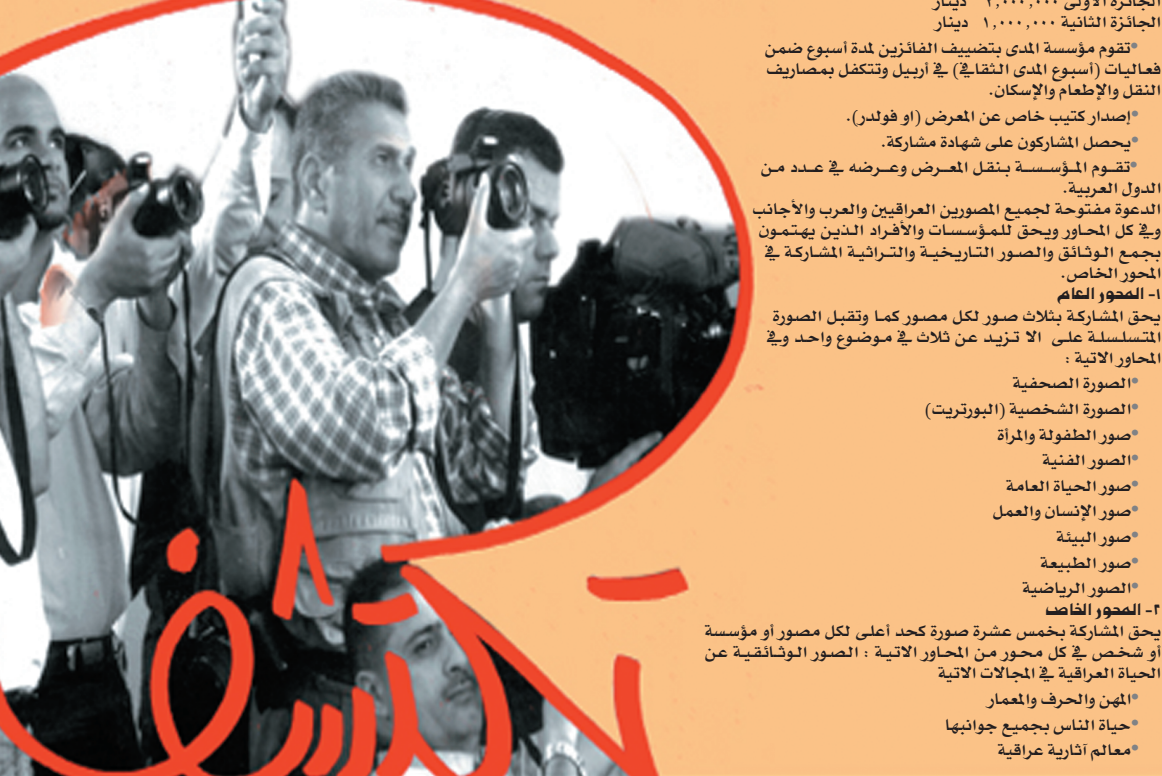 الجائزة الأولى ٢,٠٠٠,٠٠٠ دينار
الجائزة الثانية ١,٠٠٠,٠٠٠ دينار
•تقوم مؤسسة المدى بتضييف الفائزين لمدة أسبوع ضمن
فعاليات (أسبوع المدى الثقافي) في أربيل وتتكفل بمصاريف
النقل والإطعام والإسكان.
•إصدار كتيب خاص عن المعرض (او فولدر).
•يحصل المشاركون على شهادة مشاركة.
•تقوم المؤسسة بنقل المعرض وعرضه في عدد من
الدول العربية.
الدعوة مفتوحة لجميع المصورين العراقيين والعرب والأجانب
وفي كل المحاور ويحق للمؤسسات والأفراد الذين يهتمون
بجمع الوثائق والصور التاريخية والتراثية المشاركة في
المحور الخاص.
١- المحور العام
يحق المشاركة بثلاث صور لكل مصور كما وتقبل الصورة
المتسلسلة على الا تزيد عن ثلاث في موضوع واحد وفي
المحاور الاتية :
•الصورة الصحفية
•الصورة الشخصية (البورتريت)
•صور الطفولة والمرأة
•الصور الفنية
•صور الحياة العامة
•صور الإنسان والعمل
•صور البيئة
•صور الطبيعة
•الصور الرياضية
٢- المحور الخاص
يحق المشاركة بخمس عشرة صورة كحد أعلى لكل مصور أو مؤسسة
أو شخص في كل محور من المحاور الاتية : الصور الوثائقية عن
الحياة العراقية في المجالات الاتية
•المهن والحرف والمعمار
•حياة الناس بجميع جوانبها
•معالم آثارية عراقية